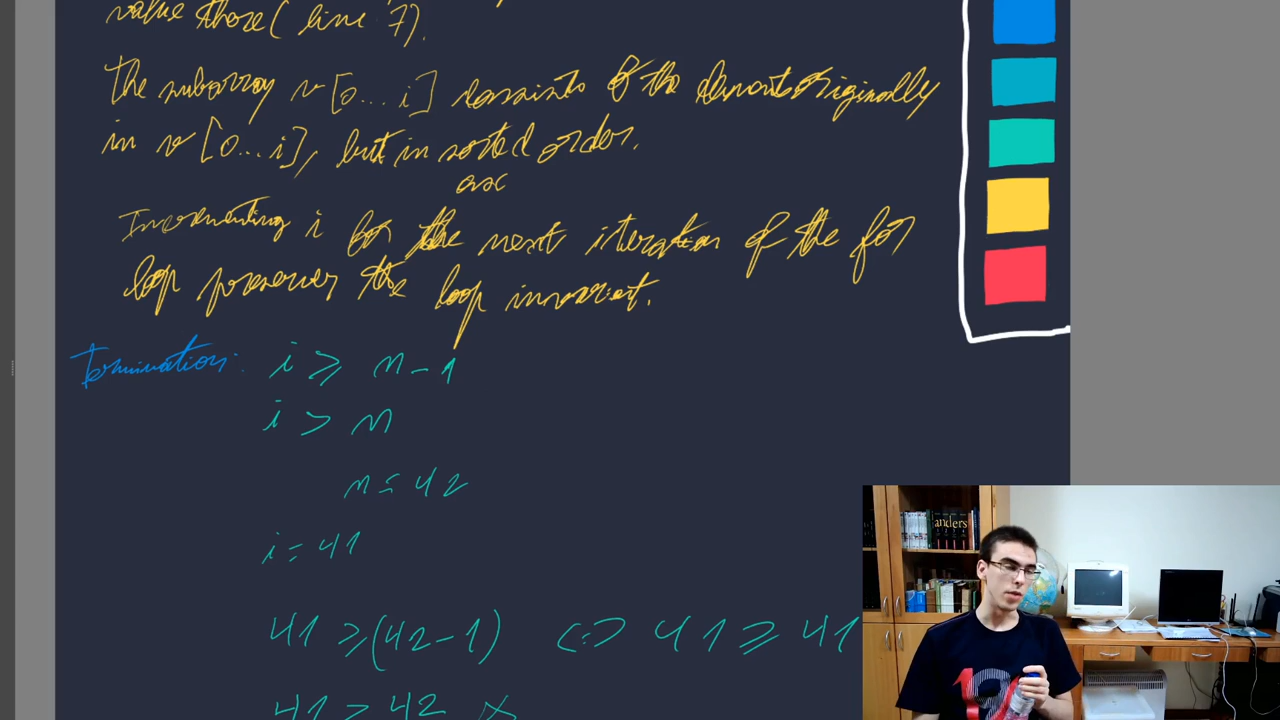 value those (line 7).
The subarray v[0...i] consists of the elements originally
in v[0...i], but in sorted order.
asc
Incrementing i for the next iteration of the for
loop preserves the loop invariant.
Termination: i ≥ n-1
i > n
n = 42
i = 41
41 ≥ (42-1) <=> 41 ≥ 41
41 > 42 x
anders